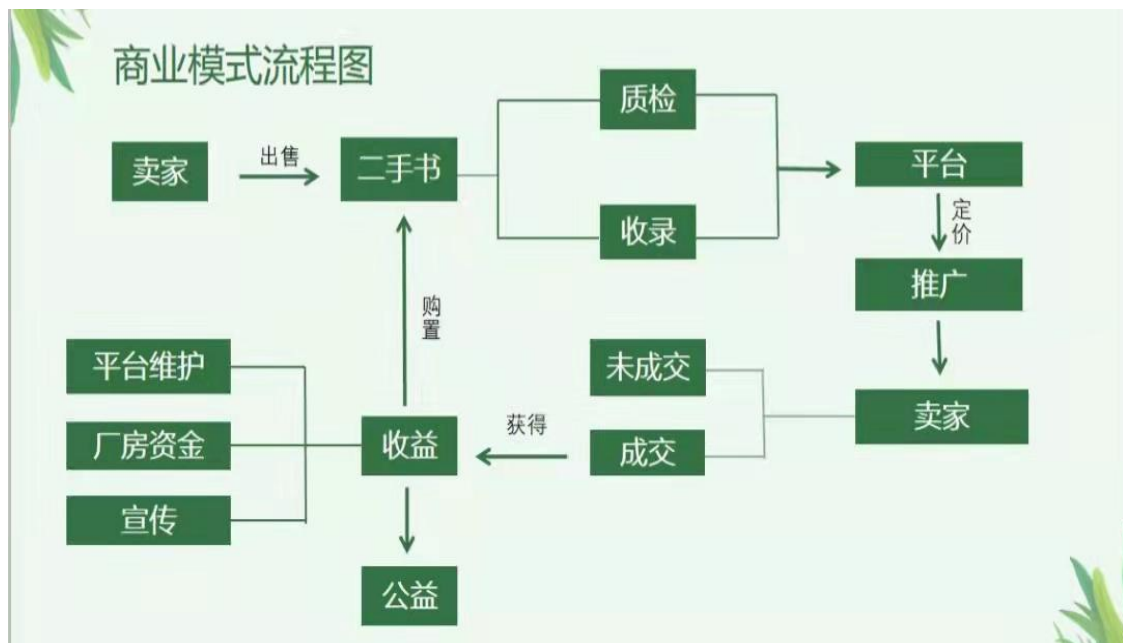 商业模式流程图
卖家
出售
二手书
质检
收录
平台
定价
推广
卖家
未成交
成交
获得
收益
购置
平台维护
厂房资金
宣传
公益